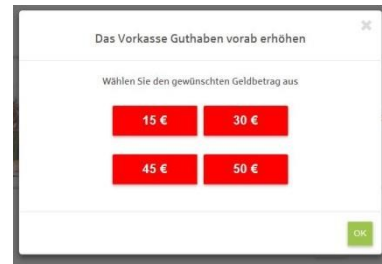 Das Vorkasse Guthaben vorab erhöhen
×
Wählen Sie den gewünschten Geldbetrag aus
15 €
30 €
45 €
50 €
OK